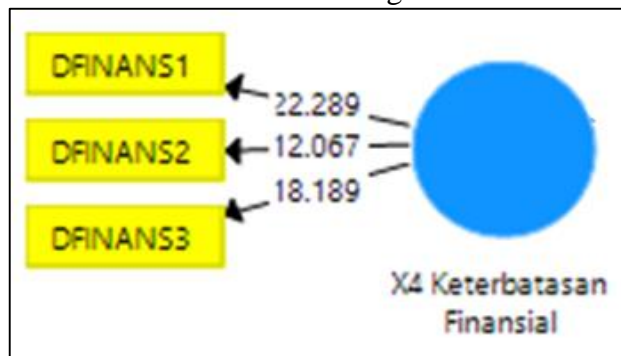 DFINANS1
22.289
DFINANS2
12.067
18.189
DFINANS3
X4 Keterbatasan
Finansial